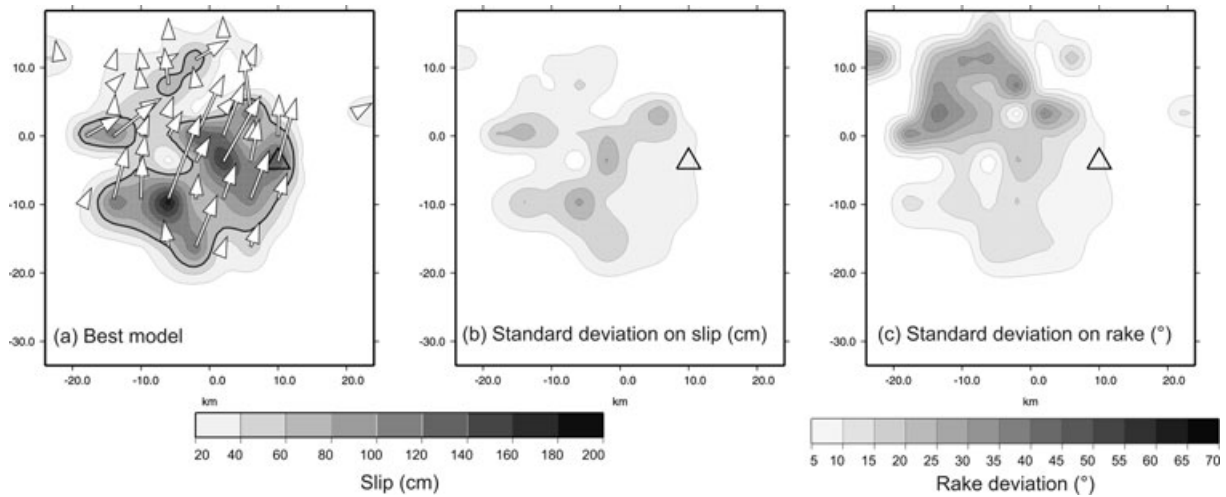 10.0
0.0
-10.0
-20.0
-30.0
(a) Best model
-20.0 -10.0 0.0 10.0 20.0
km
10.0
0.0
-10.0
-20.0
-30.0
(b) Standard deviation on slip (cm)
-20.0 -10.0 0.0 10.0 20.0
km
10.0
0.0
-10.0
-20.0
-30.0
(c) Standard deviation on rake (°)
-20.0 -10.0 0.0 10.0 20.0
km
20 40 60 80 100 120 140 160 180 200
Slip (cm)
5 10 15 20 30 35 40 45 50 55 60 65 70
Rake deviation (°)